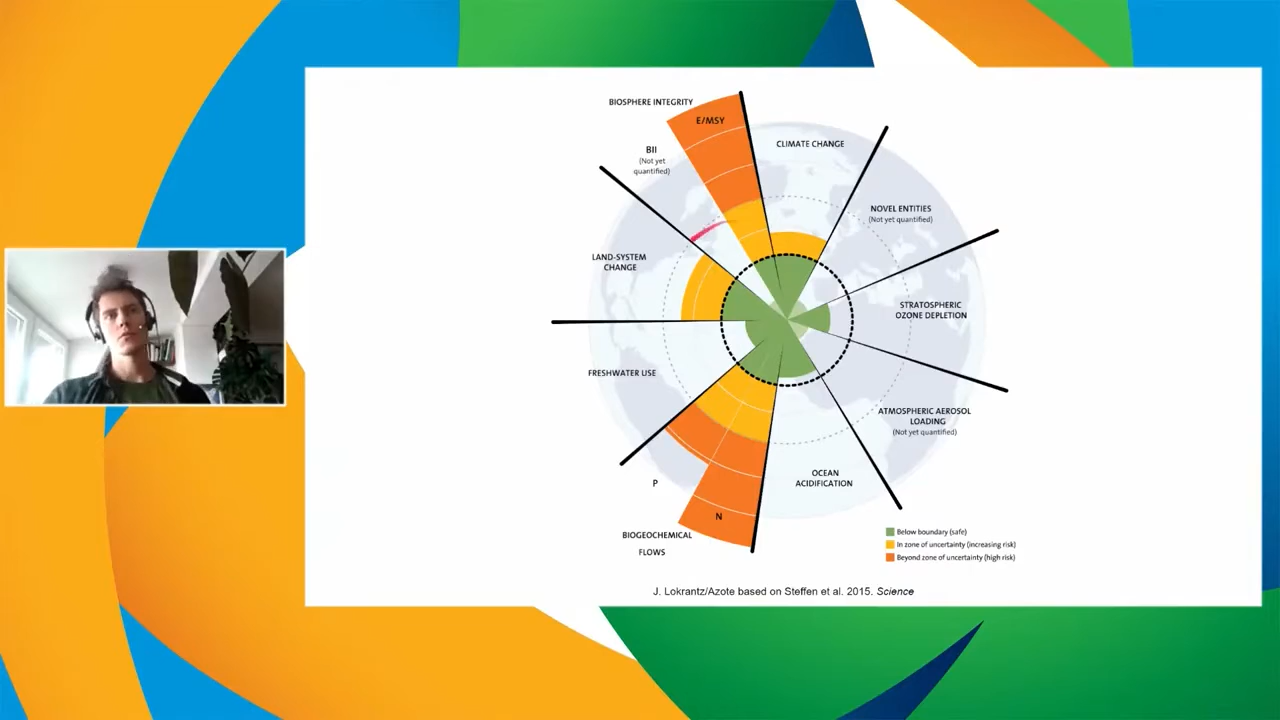 BIOSPHERE INTEGRITY
E/MSY
BII
(Not yet
quantified)
CLIMATE CHANGE
NOVEL ENTITIES
(Not yet quantified)
LAND-SYSTEM
CHANGE
STRATOSPHERIC
OZONE DEPLETION
FRESHWATER USE
ATMOSPHERIC AEROSOL
LOADING
(Not yet quantified)
P
N
OCEAN
ACIDIFICATION
BIOGEOCHEMICAL
FLOWS
Below boundary (safe)
In zone of uncertainty (increasing risk)
Beyond zone of uncertainty (high risk)
J. Lokrantz/Azote based on Steffen et al. 2015. Science